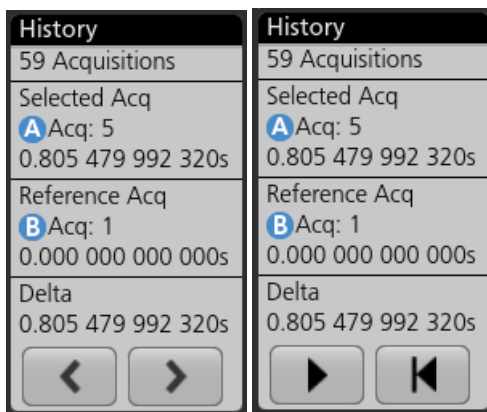 History
59 Acquisitions
Selected Acq
A Acq: 5
0.805 479 992 320s
Reference Acq
B Acq: 1
0.000 000 000 000s
Delta
0.805 479 992 320s
History
59 Acquisitions
Selected Acq
A Acq: 5
0.805 479 992 320s
Reference Acq
B Acq: 1
0.000 000 000 000s
Delta
0.805 479 992 320s